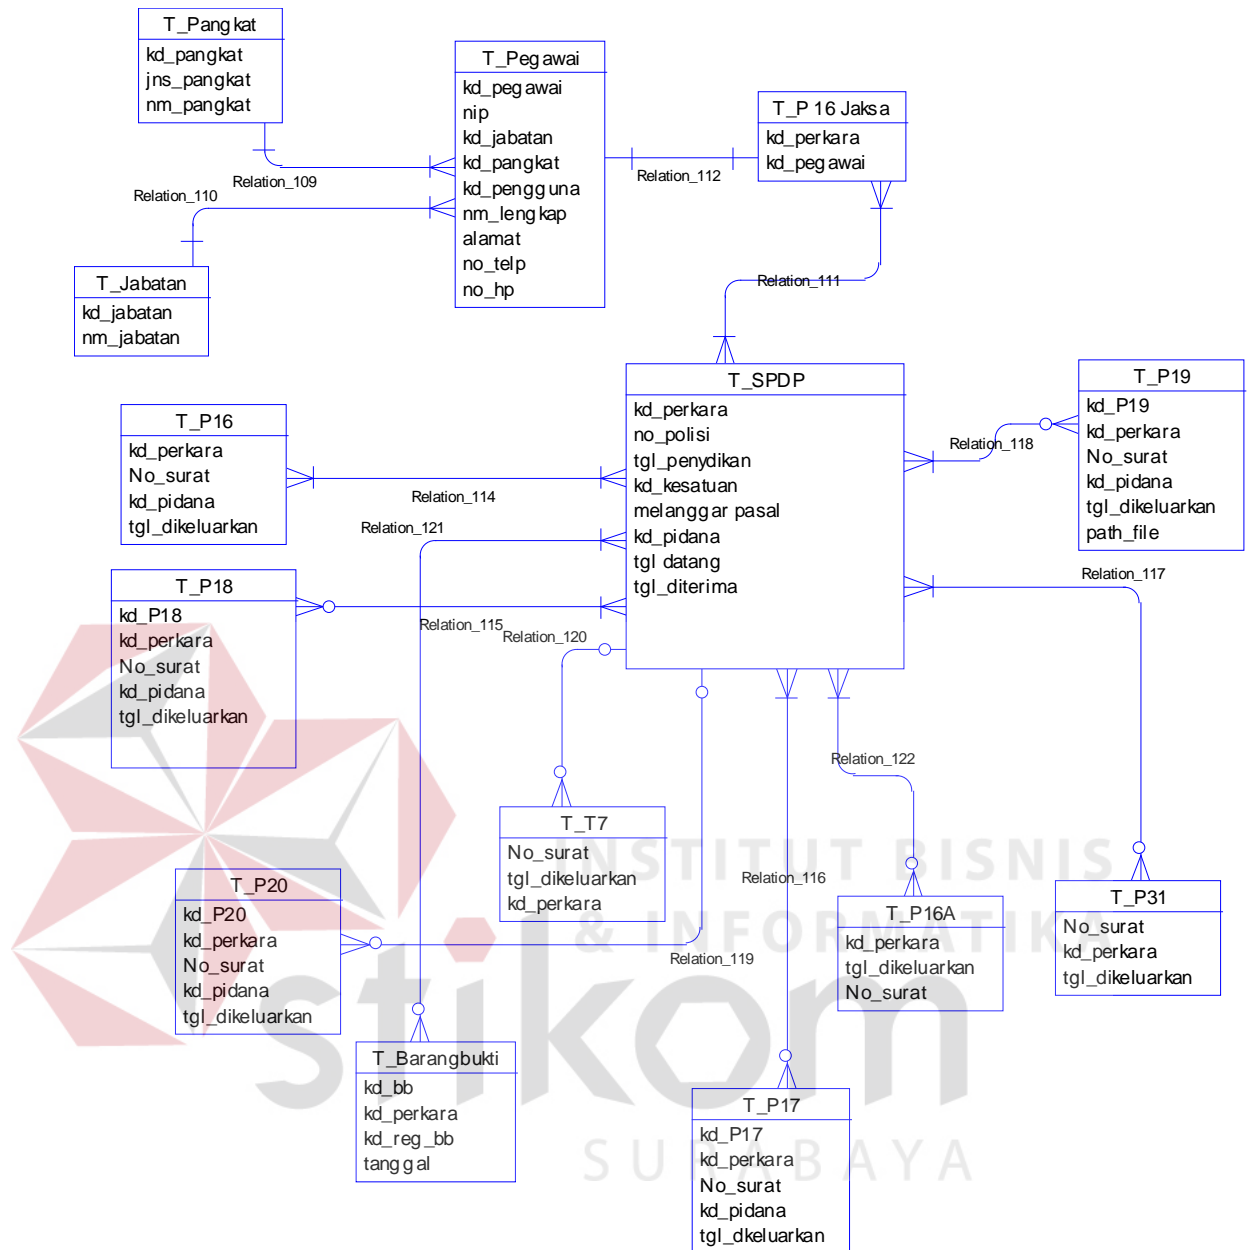 T_Pangkat
kd_pangkat
jns_pangkat
nm_pangkat
T_Pegawai
kd_pegawai
nip
kd_jabatan
kd_pangkat
kd_pengguna
nm_lengkap
alamat
no_telp
no_hp
T_P 16 Jaksa
kd_perkara
kd_pegawai
Relation_109
Relation_112
Relation_110
T_Jabatan
kd_jabatan
nm_jabatan
Relation_111
T_SPDP
kd_perkara
no_polisi
tgl_penydikan
kd_kesatuan
melanggar pasal
kd_pidana
tgl datang
tgl_diterima
T_P19
kd_P19
kd_perkara
No_surat
kd_pidana
tgl_dikeluarkan
path_file
T_P16
kd_perkara
No_surat
kd_pidana
tgl_dikeluarkan
Relation_118
Relation_114
Relation_121
Relation_117
T_P18
kd_P18
kd_perkara
No_surat
kd_pidana
tgl_dikeluarkan
Relation_115
Relation_120
Relation_122
T_T7
No_surat
tgl_dikeluarkan
kd_perkara
Relation_116
T_P20
kd_P20
kd_perkara
No_surat
kd_pidana
tgl_dikeluarkan
Relation_119
T_P16A
kd_perkara
tgl_dikeluarkan
No_surat
T_P31
No_surat
kd_perkara
tgl_dikeluarkan
T_Barangbukti
kd_bb
kd_perkara
kd_reg_bb
tanggal
T_P17
kd_P17
kd_perkara
No_surat
kd_pidana
tgl_dkeluarkan
INSTITUT BISNIS
& INFORMATIKA
stikom
SURABAYA